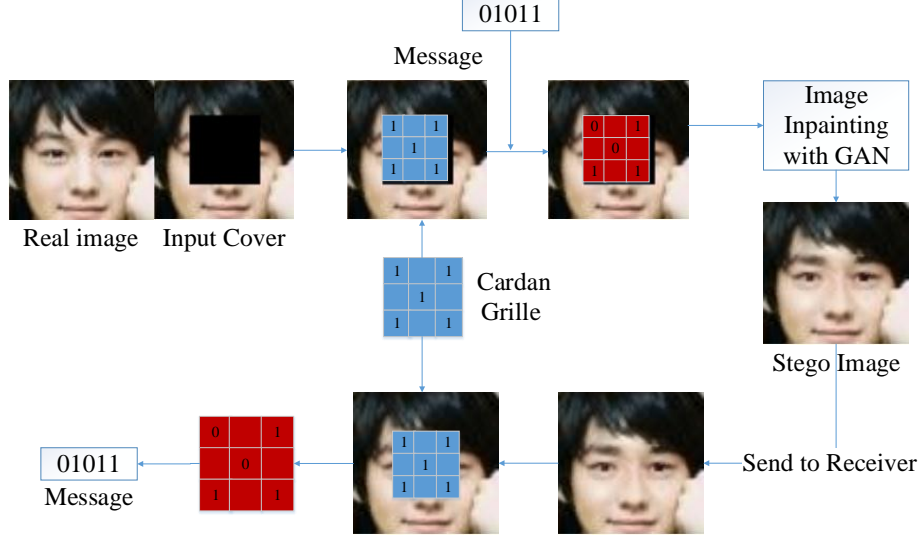 01011
Message
1 1
1
1 1
0 1
0
1 1
Image
Inpainting
with GAN
Real image
Input Cover
1 1
1
1 1
Cardan
Grille
Stego Image
0 1
0
1 1
01011
Message
1 1
1
1 1
Send to Receiver